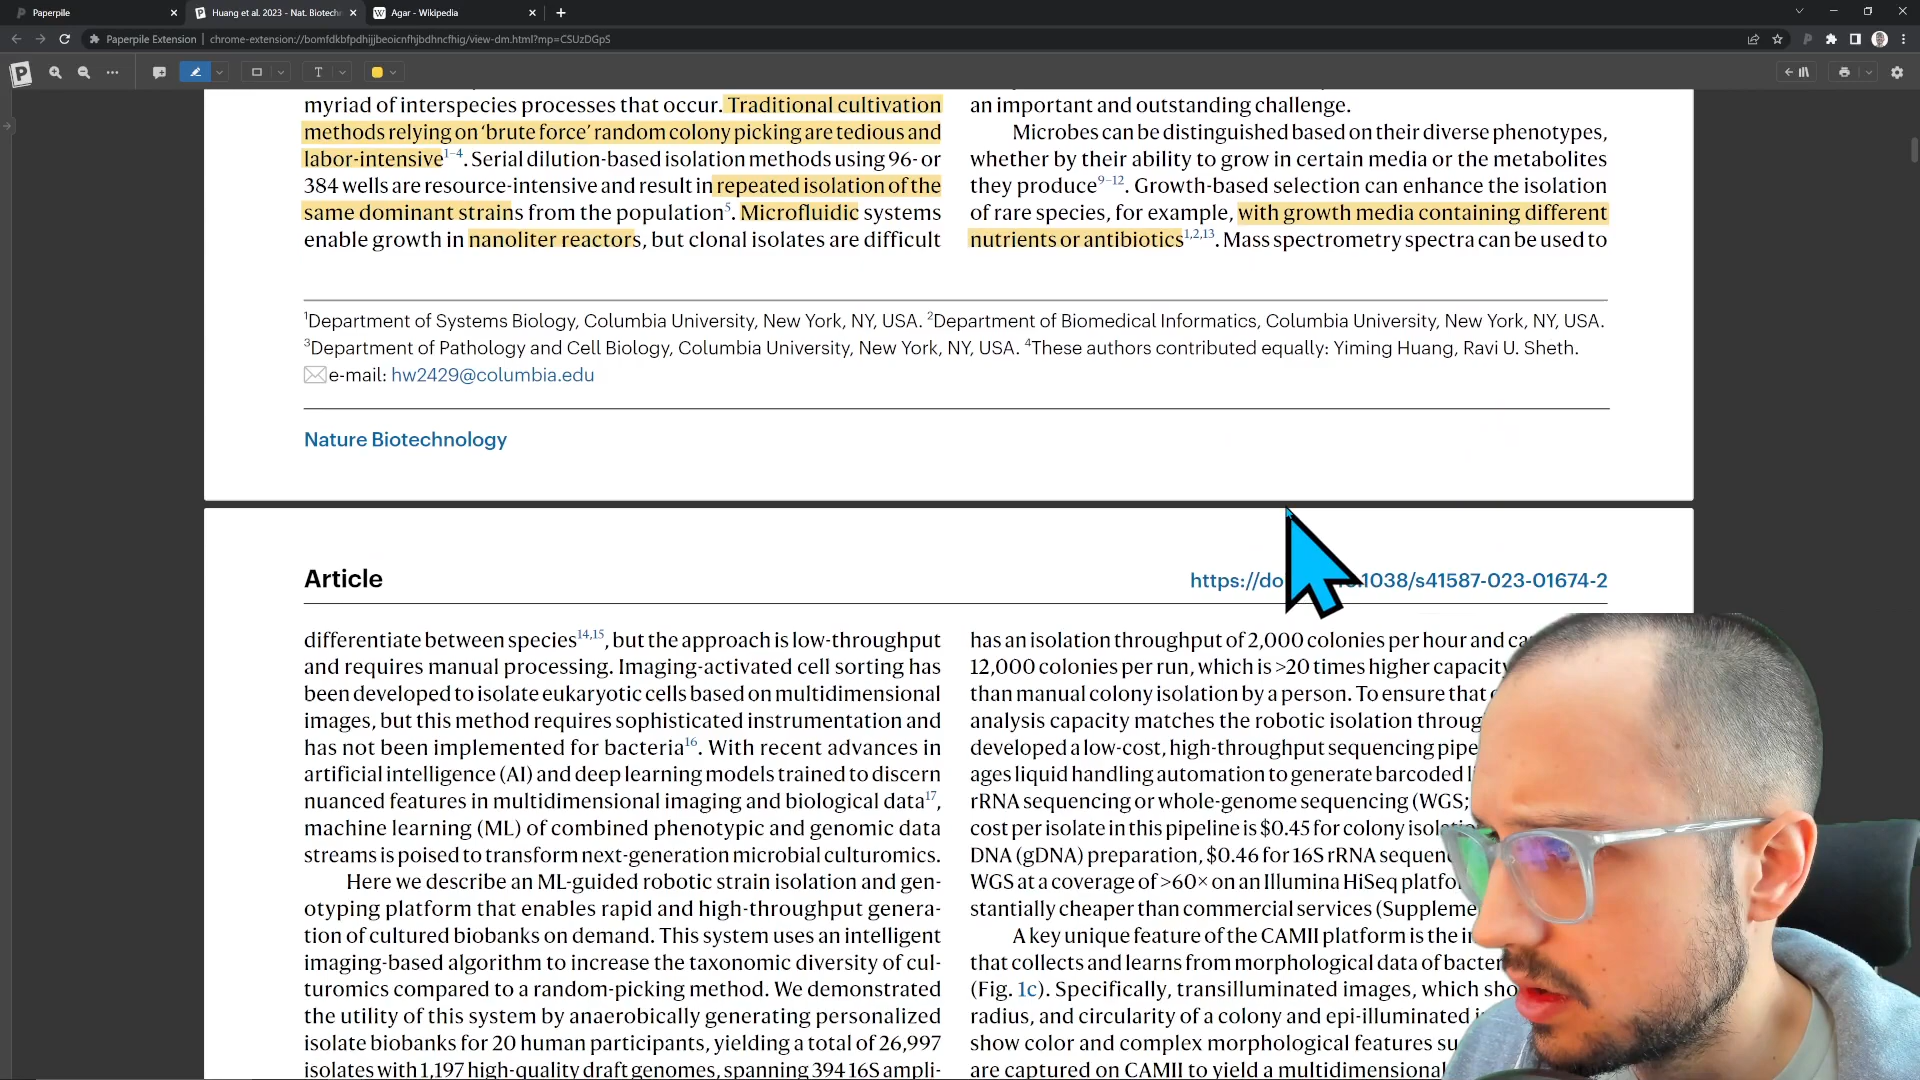 Paperpile
Huang et al. 2023 - Nat. Biotechn
Agar - Wikipedia
Paperpile Extension
chrome-extension://bomfdkbfpdhijjbeoicnfhjbdhncfhig/view-dm.html?mp=CSUzDGpS
myriad of interspecies processes that occur. Traditional cultivation
methods relying on ‘brute force’ random colony picking are tedious and
labor-intensive1–4. Serial dilution-based isolation methods using 96- or
384 wells are resource-intensive and result in repeated isolation of the
same dominant strains from the population5. Microfluidic systems
enable growth in nanoliter reactors, but clonal isolates are difficult
an important and outstanding challenge.
Microbes can be distinguished based on their diverse phenotypes,
whether by their ability to grow in certain media or the metabolites
they produce9–12. Growth-based selection can enhance the isolation
of rare species, for example, with growth media containing different
nutrients or antibiotics1,2,13. Mass spectrometry spectra can be used to
1Department of Systems Biology, Columbia University, New York, NY, USA. 2Department of Biomedical Informatics, Columbia University, New York, NY, USA.
3Department of Pathology and Cell Biology, Columbia University, New York, NY, USA. 4These authors contributed equally: Yiming Huang, Ravi U. Sheth.
e-mail: hw2429@columbia.edu
Nature Biotechnology
Article
https://do 1038/s41587-023-01674-2
differentiate between species14,15, but the approach is low-throughput
and requires manual processing. Imaging-activated cell sorting has
been developed to isolate eukaryotic cells based on multidimensional
images, but this method requires sophisticated instrumentation and
has not been implemented for bacteria16. With recent advances in
artificial intelligence (AI) and deep learning models trained to discern
nuanced features in multidimensional imaging and biological data17,
machine learning (ML) of combined phenotypic and genomic data
streams is poised to transform next-generation microbial culturomics.
Here we describe an ML-guided robotic strain isolation and gen-
otyping platform that enables rapid and high-throughput genera-
tion of cultured biobanks on demand. This system uses an intelligent
imaging-based algorithm to increase the taxonomic diversity of cul-
turomics compared to a random-picking method. We demonstrated
the utility of this system by anaerobically generating personalized
isolate biobanks for 20 human participants, yielding a total of 26,997
isolates with 1,197 high-quality draft genomes, spanning 394 16S ampli-
has an isolation throughput of 2,000 colonies per hour and ca
12,000 colonies per run, which is >20 times higher capacity
than manual colony isolation by a person. To ensure that
analysis capacity matches the robotic isolation throug
developed a low-cost, high-throughput sequencing pipe
ages liquid handling automation to generate barcoded l
rRNA sequencing or whole-genome sequencing (WGS;
cost per isolate in this pipeline is $0.45 for colony isolat
DNA (gDNA) preparation, $0.46 for 16S rRNA sequen
WGS at a coverage of >60× on an Illumina HiSeq platfo
stantially cheaper than commercial services (Suppleme
A key unique feature of the CAMII platform is the i
that collects and learns from morphological data of bacter
(Fig. 1c). Specifically, transilluminated images, which sho
radius, and circularity of a colony and epi-illuminated i
show color and complex morphological features su
are captured on CAMII to yield a multidimensional